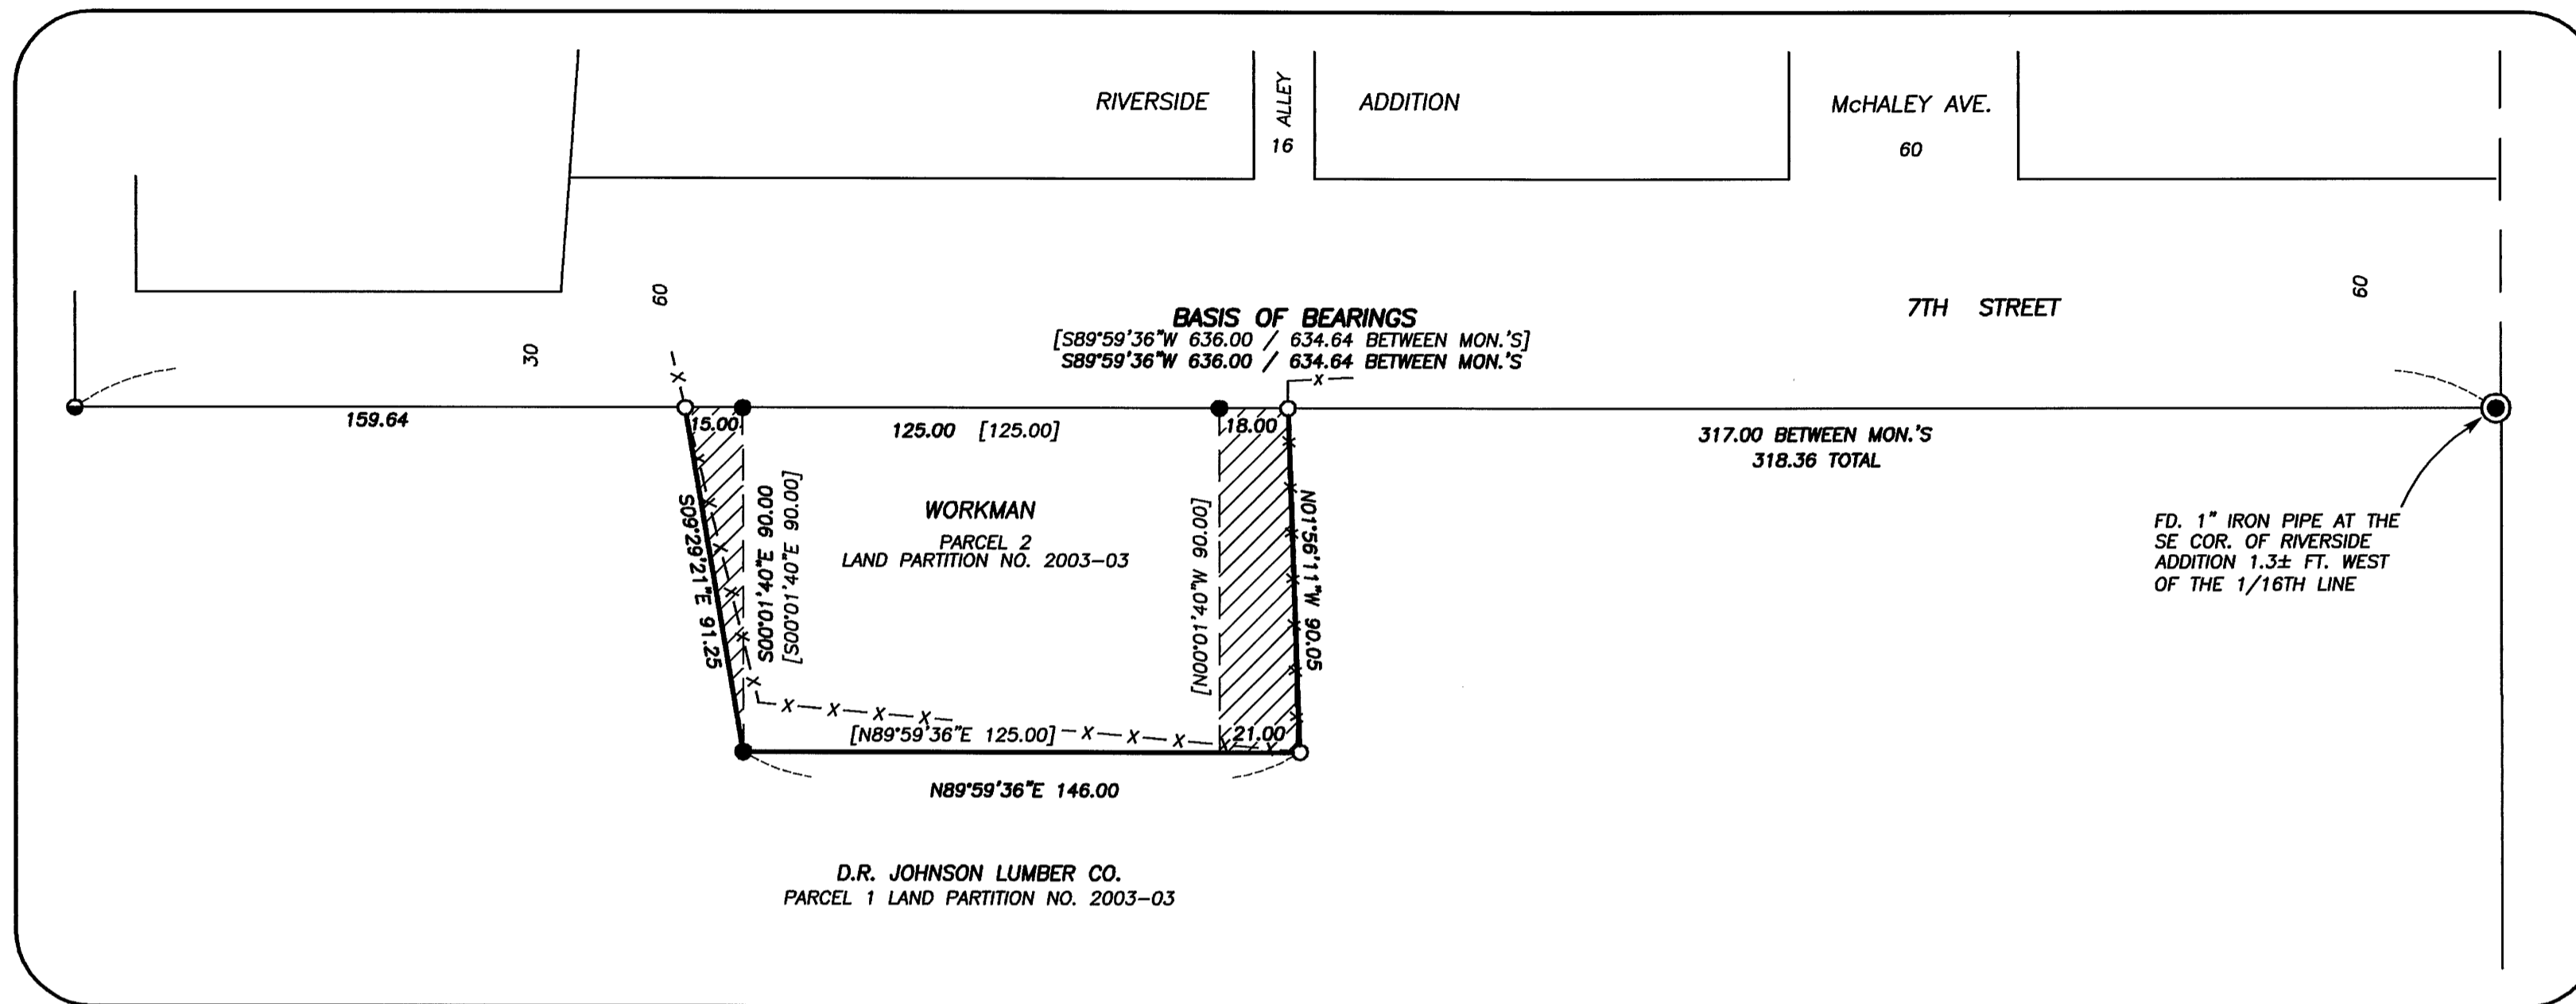 RIVERSIDE
16 ALLEY
ADDITION
McHALEY AVE.
60
60
30
BASIS OF BEARINGS
[S89°59'36"W 636.00 / 634.64 BETWEEN MON.'S]
S89°59'36"W 636.00 / 634.64 BETWEEN MON.'S
7TH STREET
60
159.64
15.00
125.00 [125.00]
18.00
317.00 BETWEEN MON.'S
318.36 TOTAL
S09°29'21"E 91.25
S00°01'40"E 90.00
[S00°01'40"E 90.00]
WORKMAN
PARCEL 2
LAND PARTITION NO. 2003-03
[N00°01'40"W 90.00]
N01°56'11"W 90.05
FD. 1" IRON PIPE AT THE
SE COR. OF RIVERSIDE
ADDITION 1.3± FT. WEST
OF THE 1/16TH LINE
[N89°59'36"E 125.00]
21.00
N89°59'36"E 146.00
D.R. JOHNSON LUMBER CO.
PARCEL 1 LAND PARTITION NO. 2003-03